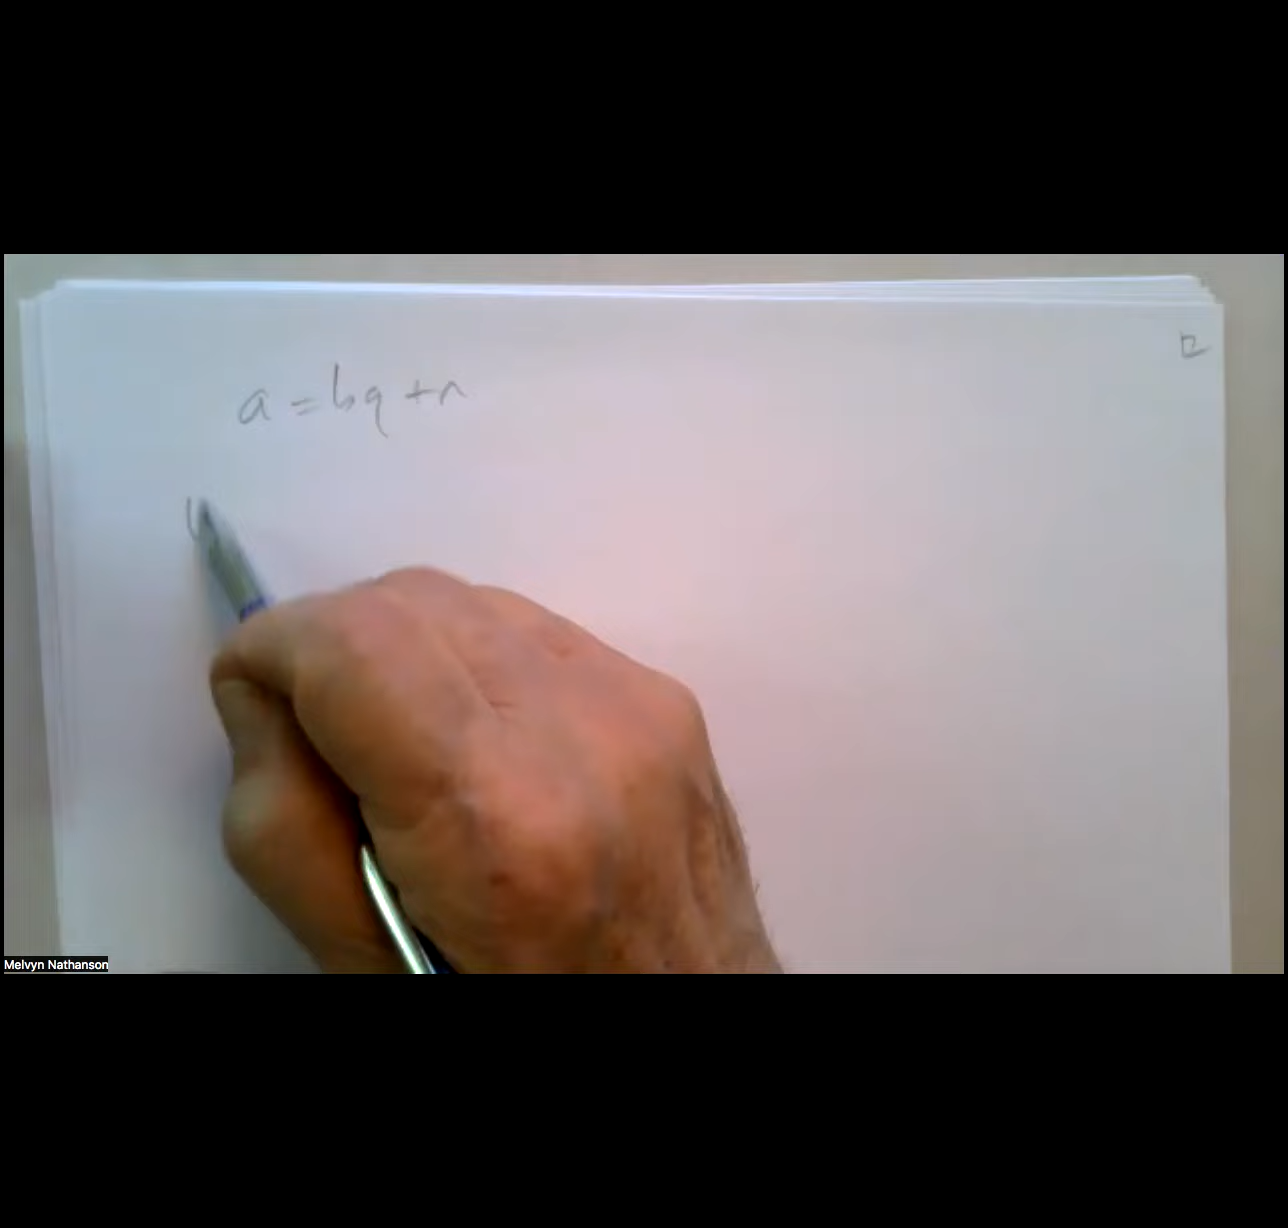 a = bq + r
Melvyn Nathanson